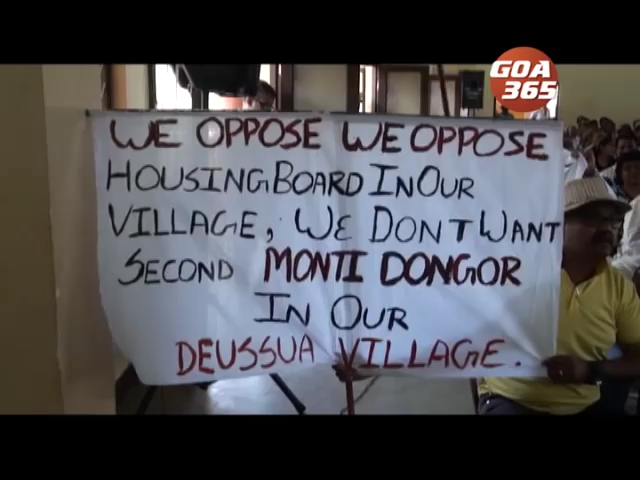 GOA
365
WE OPPOSE WE OPPOSE
HOUSING BOARD IN OUR
VILLAGE, WE DONT WANT
SECOND MONTI DONGOR
IN OUR
DEUSSUA VILLAGE.